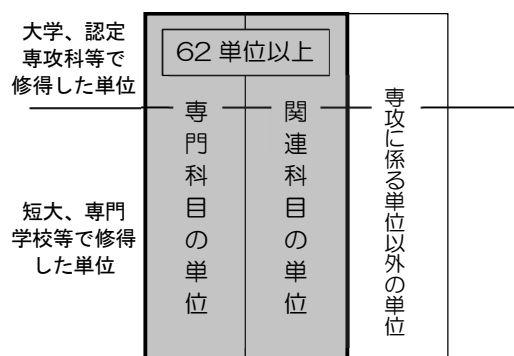 大学、認定
専攻科等で
修得した単位
62 単位以上
専門科目の単位
関連科目の単位
専攻に係る単位以外の単位
短大、専門
学校等で修得
した単位